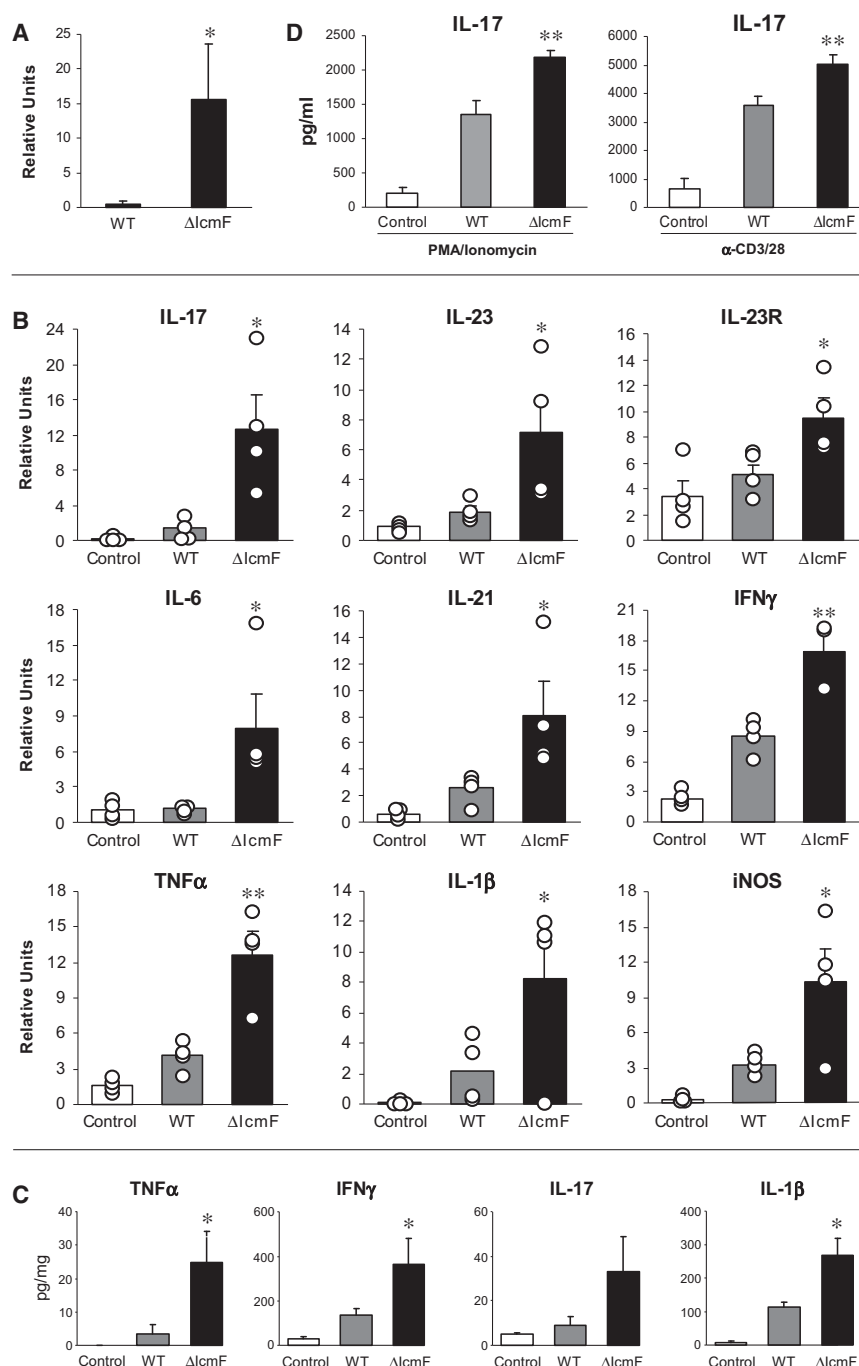 A
*
25
20
15
10
5
0
Relative Units
WT ΔIcmF
D
IL-17
**
2500
2000
1500
1000
500
0
pg/ml
Control WT ΔIcmF
PMA/Ionomycin
IL-17
**
6000
5000
4000
3000
2000
1000
0
Control WT ΔIcmF
α-CD3/28
B
IL-17
*
24
20
16
12
8
4
0
Relative Units
Control WT ΔIcmF
IL-23
*
14
12
10
8
6
4
2
0
Control WT ΔIcmF
IL-23R
*
16
14
12
10
8
6
4
2
0
Control WT ΔIcmF
IL-6
*
18
15
12
9
6
3
0
Relative Units
Control WT ΔIcmF
IL-21
*
16
14
12
10
8
6
4
2
0
Control WT ΔIcmF
IFNγ
**
21
18
15
12
9
6
3
0
Control WT ΔIcmF
TNFα
**
18
15
12
9
6
3
0
Relative Units
Control WT ΔIcmF
IL-1β
*
14
12
10
8
6
4
2
0
Control WT ΔIcmF
iNOS
*
18
15
12
9
6
3
0
Control WT ΔIcmF
C
TNFα
*
40
30
20
10
0
pg/mg
Control WT ΔIcmF
IFNγ
*
600
400
200
0
Control WT ΔIcmF
IL-17
60
40
20
0
Control WT ΔIcmF
IL-1β
*
400
300
200
100
0
Control WT ΔIcmF